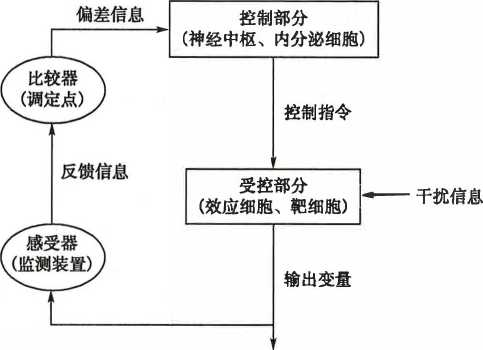 偏差信息
控制部分
(神经中枢、内分泌细胞)
比较器
(调定点)
控制指令
反馈信息
受控部分
(效应细胞、靶细胞)
干扰信息
感受器
(监测装置)
输出变量